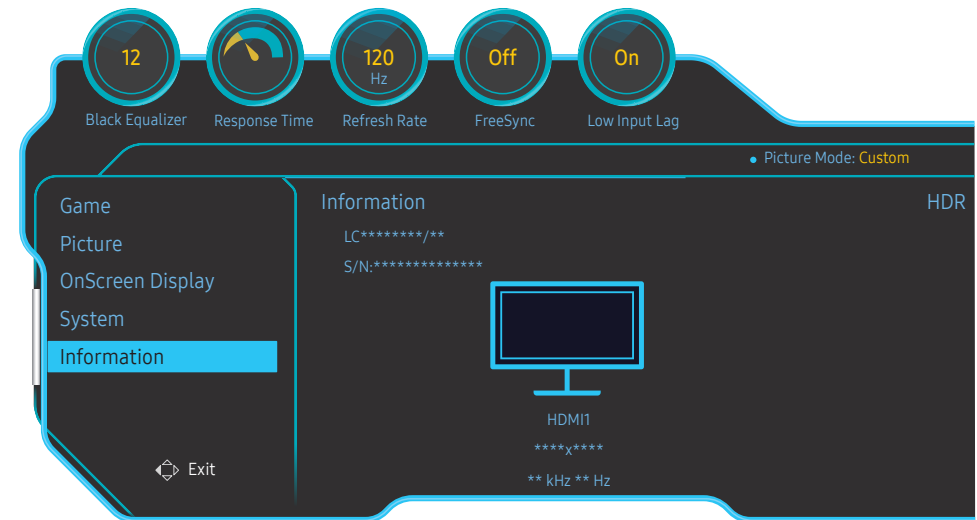 12
120
Hz
Off
On
Black Equalizer
Response Time
Refresh Rate
FreeSync
Low Input Lag
Picture Mode: Custom
Game
Picture
OnScreen Display
System
Information
Exit
Information
HDR
LC********/**
S/N:**************
HDMI1
****x****
** kHz ** Hz